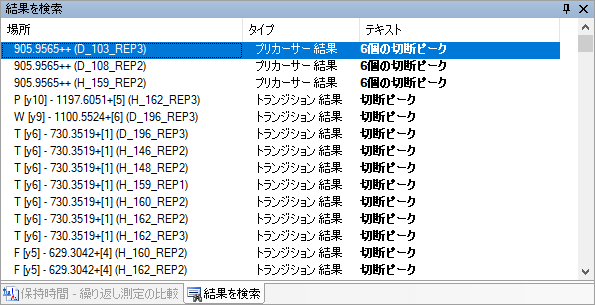 結果を検索
場所 タイプ テキスト
905.9565++ (D_103_REP3) プリカーサー 結果 6個の切断ピーク
905.9565++ (D_108_REP2) プリカーサー 結果 6個の切断ピーク
905.9565++ (H_159_REP2) プリカーサー 結果 6個の切断ピーク
P [y10] - 1197.6051+[5] (H_162_REP3) トランジション 結果 切断ピーク
W [y9] - 1100.5524+[6] (D_196_REP3) トランジション 結果 切断ピーク
T [y6] - 730.3519+[1] (D_196_REP3) トランジション 結果 切断ピーク
T [y6] - 730.3519+[1] (H_146_REP2) トランジション 結果 切断ピーク
T [y6] - 730.3519+[1] (H_148_REP2) トランジション 結果 切断ピーク
T [y6] - 730.3519+[1] (H_159_REP1) トランジション 結果 切断ピーク
T [y6] - 730.3519+[1] (H_160_REP2) トランジション 結果 切断ピーク
T [y6] - 730.3519+[1] (H_162_REP2) トランジション 結果 切断ピーク
T [y6] - 730.3519+[1] (H_162_REP3) トランジション 結果 切断ピーク
F [y5] - 629.3042+[4] (H_160_REP2) トランジション 結果 切断ピーク
F [y5] - 629.3042+[4] (H_162_REP2) トランジション 結果 切断ピーク
保持時間 - 繰り返し測定の比較 結果を検索